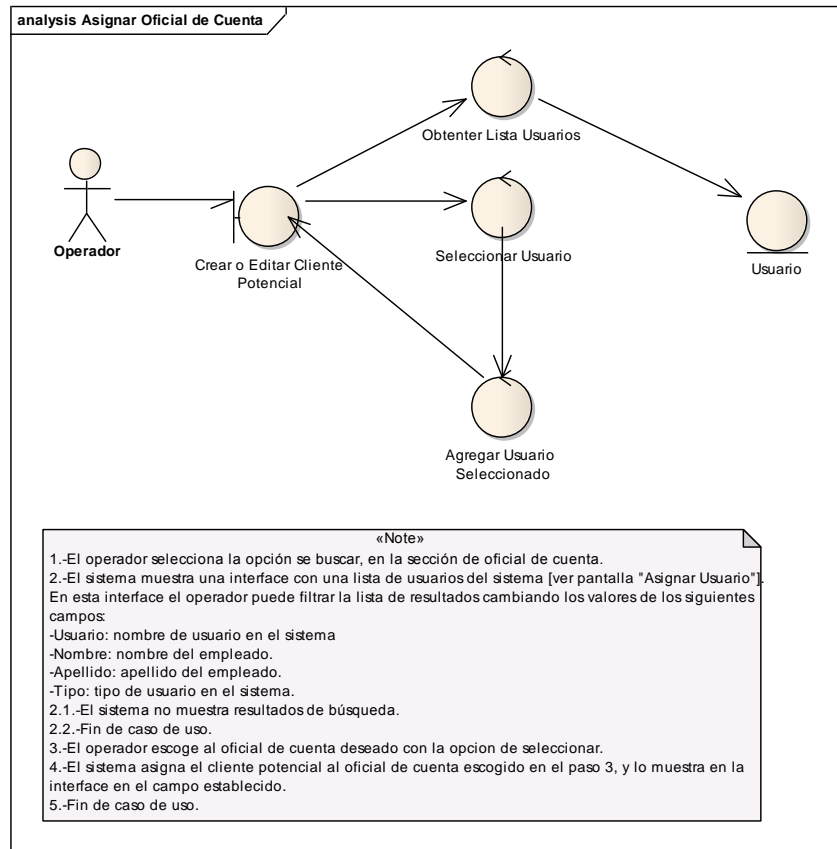 analysis Asignar Oficial de Cuenta
Obtenter Lista Usuarios
Operador
Crear o Editar Cliente
Potencial
Seleccionar Usuario
Usuario
Agregar Usuario
Seleccionado
«Note»
1.-El operador selecciona la opción se buscar, en la sección de oficial de cuenta.
2.-El sistema muestra una interface con una lista de usuarios del sistema [ver pantalla "Asignar Usuario"].
En esta interface el operador puede filtrar la lista de resultados cambiando los valores de los siguientes
campos:
-Usuario: nombre de usuario en el sistema
-Nombre: nombre del empleado.
-Apellido: apellido del empleado.
-Tipo: tipo de usuario en el sistema.
2.1.-El sistema no muestra resultados de búsqueda.
2.2.-Fin de caso de uso.
3.-El operador escoge al oficial de cuenta deseado con la opcion de seleccionar.
4.-El sistema asigna el cliente potencial al oficial de cuenta escogido en el paso 3, y lo muestra en la
interface en el campo establecido.
5.-Fin de caso de uso.